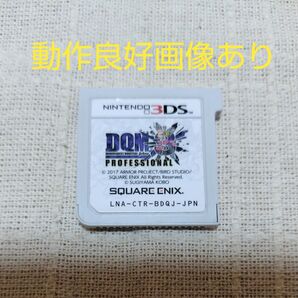 動作良好画像あり
NINTENDO 3DS
DQM
PROFESSIONAL
© 2017 ARMOR PROJECT/BIRD STUDIO/
SQUARE ENIX All Rights Reserved.
© SUGIYAMA KOBO
SQUARE ENIX.
LNA-CTR-BDQJ-JPN